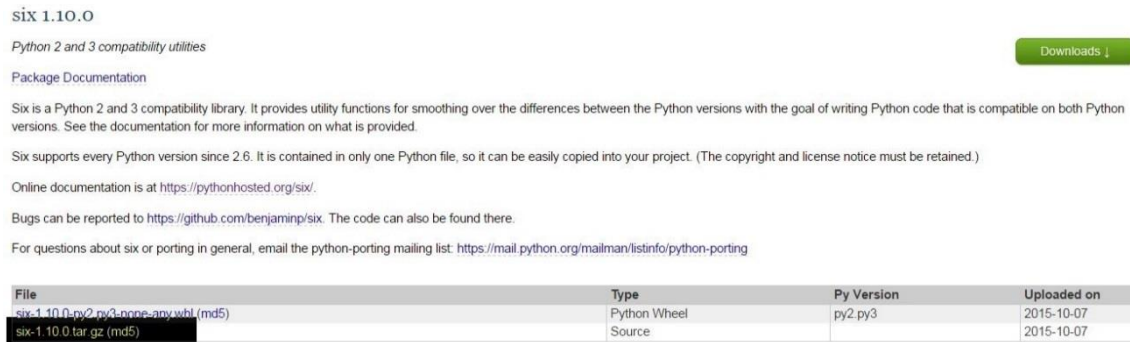 six 1.10.0
Python 2 and 3 compatibility utilities
Downloads ↓
Package Documentation
Six is a Python 2 and 3 compatibility library. It provides utility functions for smoothing over the differences between the Python versions with the goal of writing Python code that is compatible on both Python
versions. See the documentation for more information on what is provided.
Six supports every Python version since 2.6. It is contained in only one Python file, so it can be easily copied into your project. (The copyright and license notice must be retained.)
Online documentation is at https://pythonhosted.org/six/.
Bugs can be reported to https://github.com/benjaminp/six. The code can also be found there.
For questions about six or porting in general, email the python-porting mailing list: https://mail.python.org/mailman/listinfo/python-porting
File Type Py Version Uploaded on
six-1.10.0-py2.py3-none-any.whl (md5) Python Wheel py2.py3 2015-10-07
six-1.10.0.tar.gz (md5) Source 2015-10-07